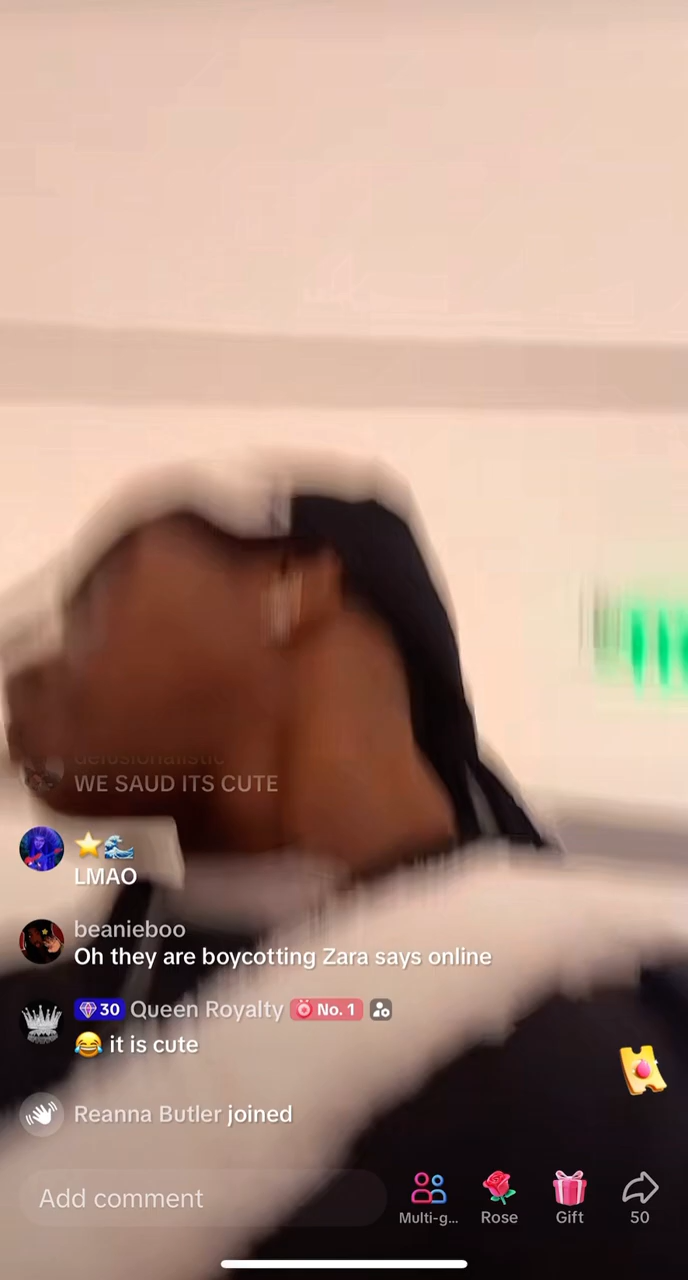 delusionalistic
WE SAUD ITS CUTE
⭐🌊
LMAO
beanieboo
Oh they are boycotting Zara says online
30 Queen Royalty No. 1
😂 it is cute
Reanna Butler joined
Add comment
Multi-g...
Rose
Gift
50